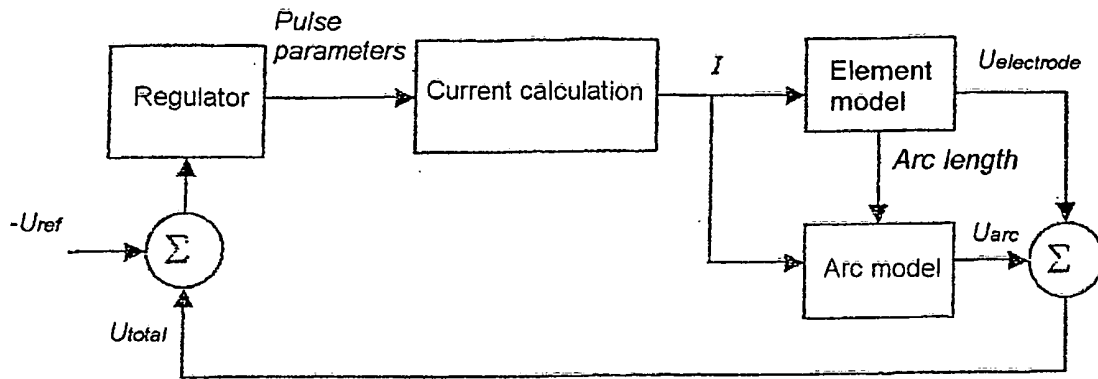 Pulse
parameters
Regulator
Current calculation
I
Element
model
Uelectrode
Arc length
-Uref
Σ
Arc model
Uarc
Σ
Utotal